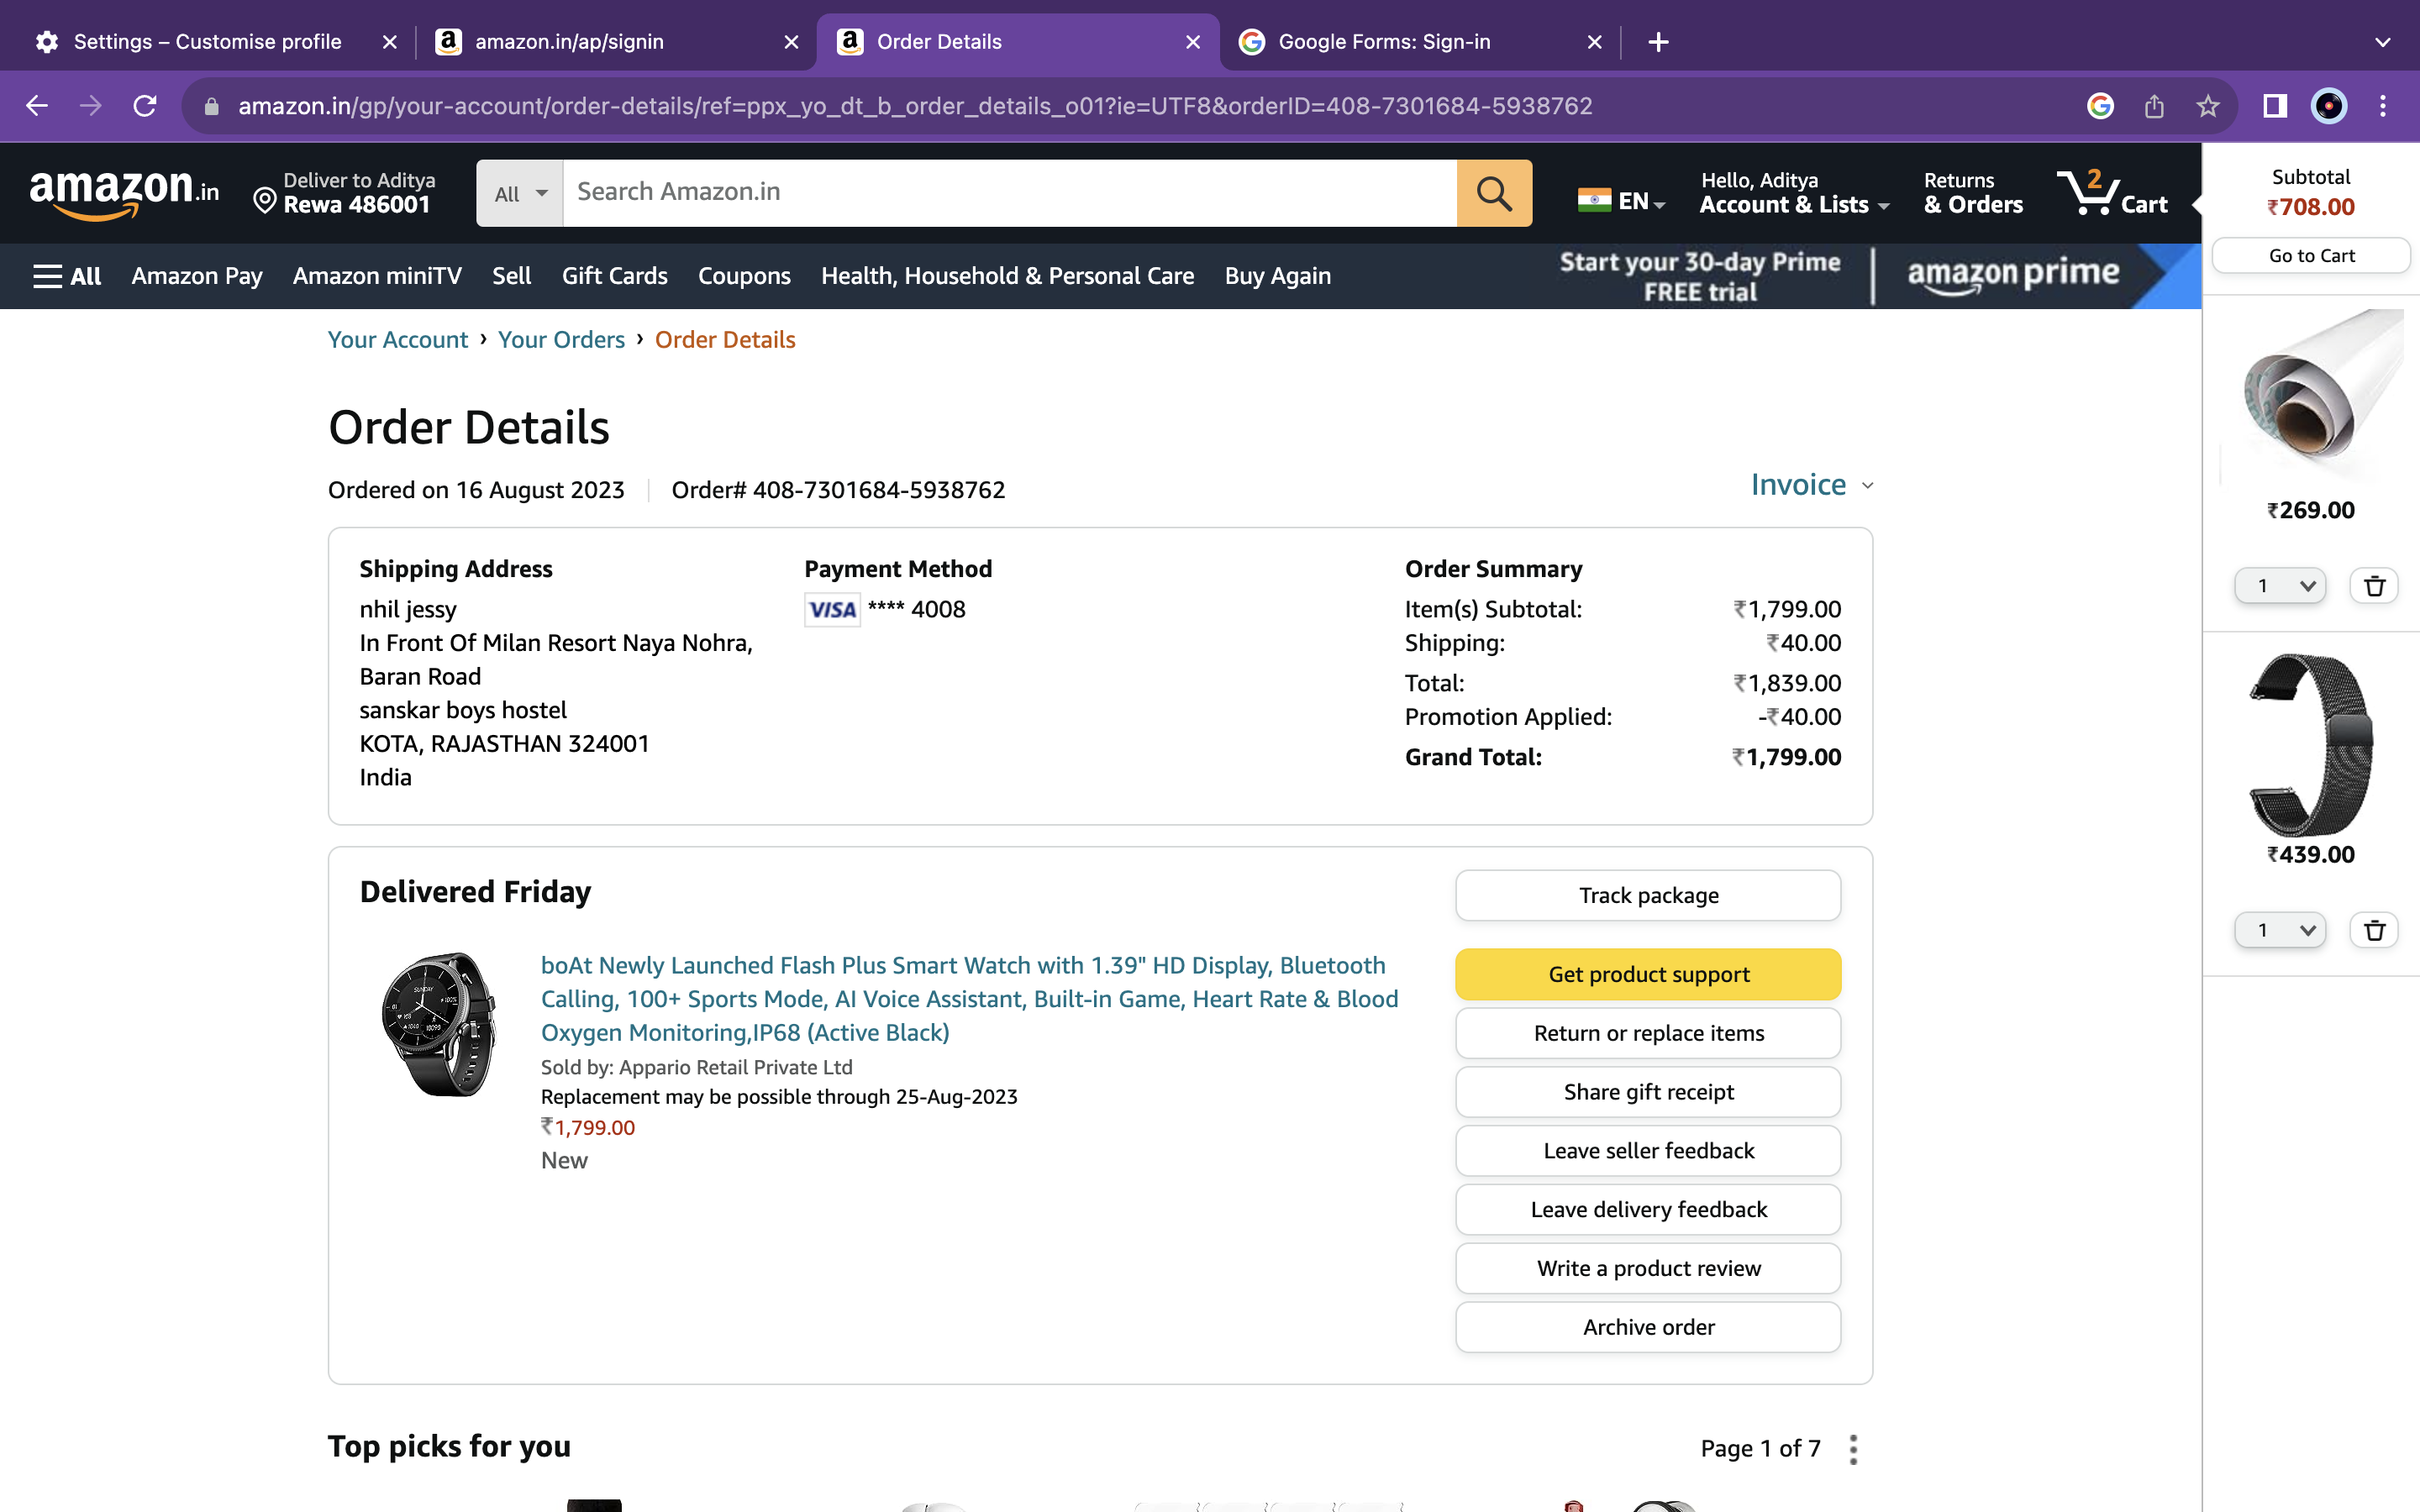 Settings – Customise profile
amazon.in/ap/signin
Order Details
Google Forms: Sign-in
amazon.in/gp/your-account/order-details/ref=ppx_yo_dt_b_order_details_o01?ie=UTF8&orderID=408-7301684-5938762
amazon.in
Deliver to Aditya
Rewa 486001
All
Search Amazon.in
EN
Hello, Aditya
Account & Lists
Returns
& Orders
2
Cart
All
Amazon Pay
Amazon miniTV
Sell
Gift Cards
Coupons
Health, Household & Personal Care
Buy Again
Start your 30-day Prime
FREE trial
amazon prime
Subtotal
₹708.00
Go to Cart
₹269.00
1
₹439.00
1
Your Account › Your Orders › Order Details
Order Details
Ordered on 16 August 2023
Order# 408-7301684-5938762
Invoice
Shipping Address
nhil jessy
In Front Of Milan Resort Naya Nohra,
Baran Road
sanskar boys hostel
KOTA, RAJASTHAN 324001
India
Payment Method
VISA **** 4008
Order Summary
Item(s) Subtotal: ₹1,799.00
Shipping: ₹40.00
Total: ₹1,839.00
Promotion Applied: -₹40.00
Grand Total: ₹1,799.00
Delivered Friday
boAt Newly Launched Flash Plus Smart Watch with 1.39" HD Display, Bluetooth
Calling, 100+ Sports Mode, AI Voice Assistant, Built-in Game, Heart Rate & Blood
Oxygen Monitoring,IP68 (Active Black)
Sold by: Appario Retail Private Ltd
Replacement may be possible through 25-Aug-2023
₹1,799.00
New
Track package
Get product support
Return or replace items
Share gift receipt
Leave seller feedback
Leave delivery feedback
Write a product review
Archive order
Top picks for you
Page 1 of 7